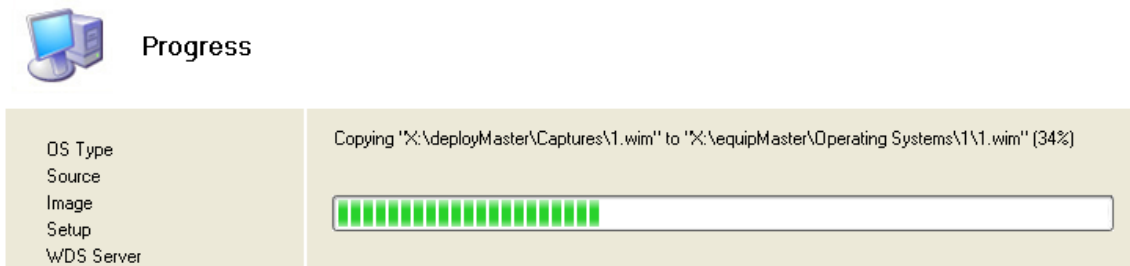 Progress
OS Type
Source
Image
Setup
WDS Server
Copying "X:\deployMaster\Captures\1.wim" to "X:\equipMaster\Operating Systems\1\1.wim" (34%)